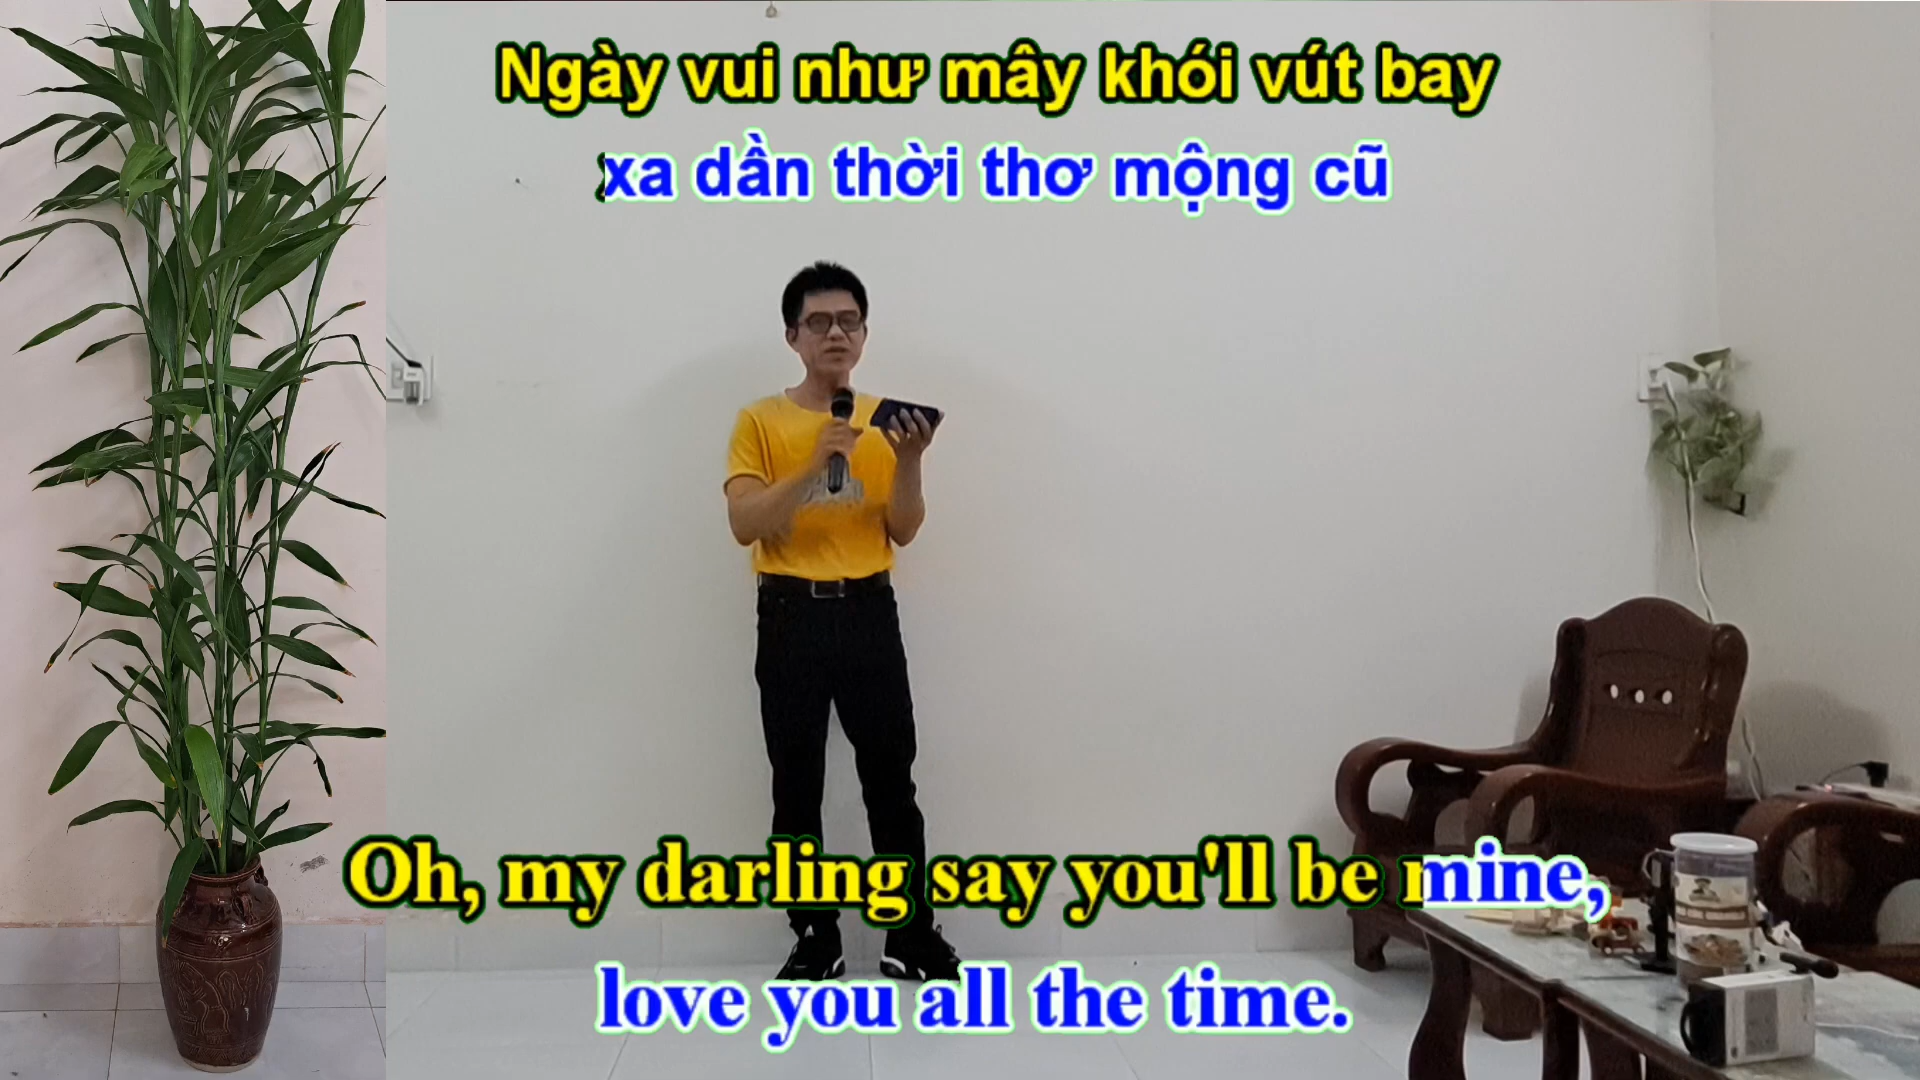 Ngày vui như mây khói vút bay
xa dần thời thơ mộng cũ
Oh, my darling say you'll be mine,
love you all the time.